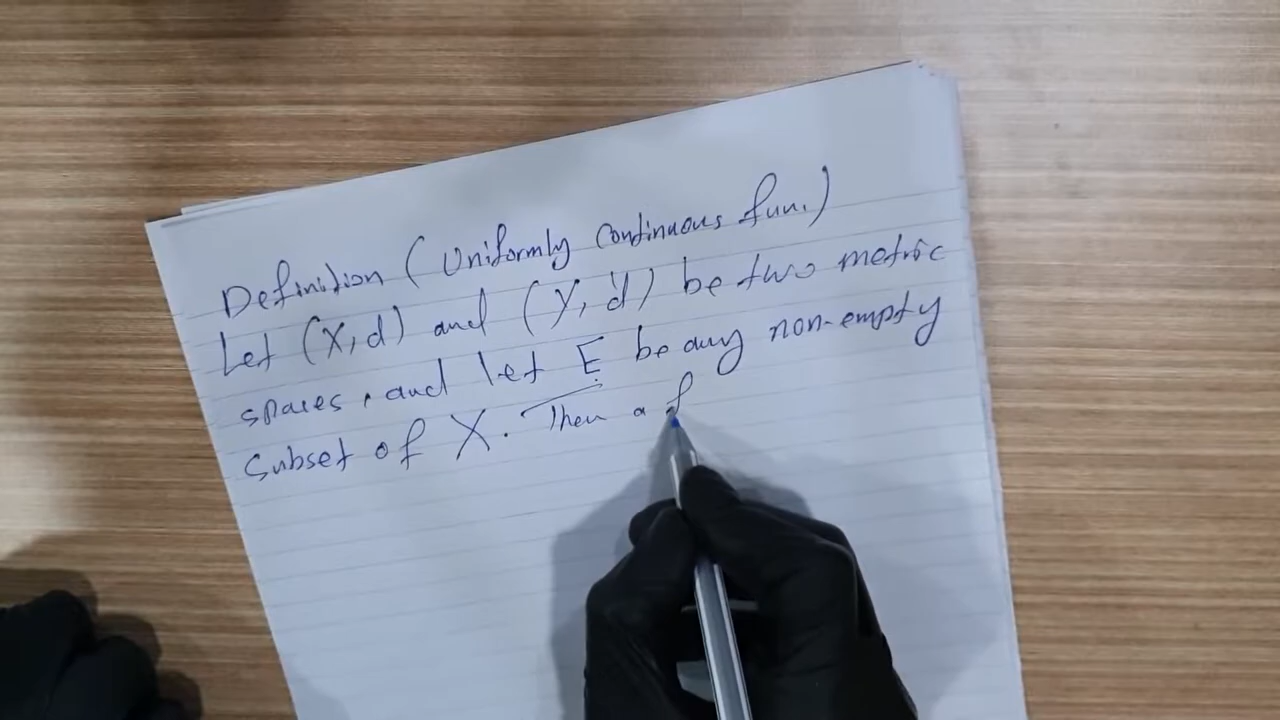 Definition (Uniformly Continuous fun.)
Let (X, d) and (Y, d') be two metric
spaces, and let E be any non-empty
subset of X. Then a f